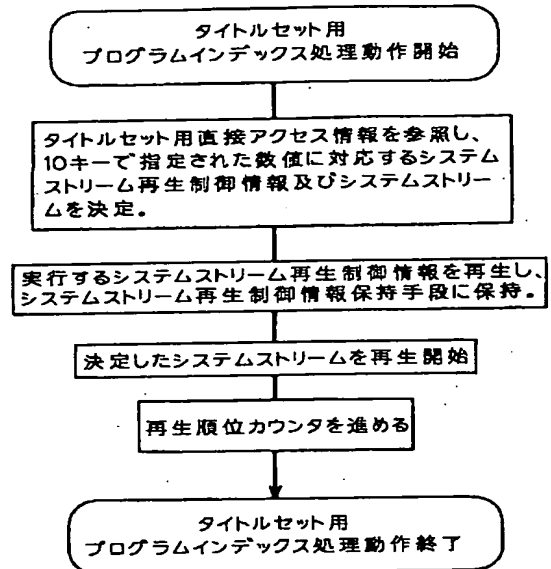 タイトルセット用
プログラムインデックス処理動作開始
タイトルセット用直接アクセス情報を参照し、
10キーで指定された数値に対応するシステム
ストリーム再生制御情報及びシステムストリー
ムを決定。
実行するシステムストリーム再生制御情報を再生し、
システムストリーム再生制御情報保持手段に保持。
決定したシステムストリームを再生開始
再生順位カウンタを進める
タイトルセット用
プログラムインデックス処理動作終了